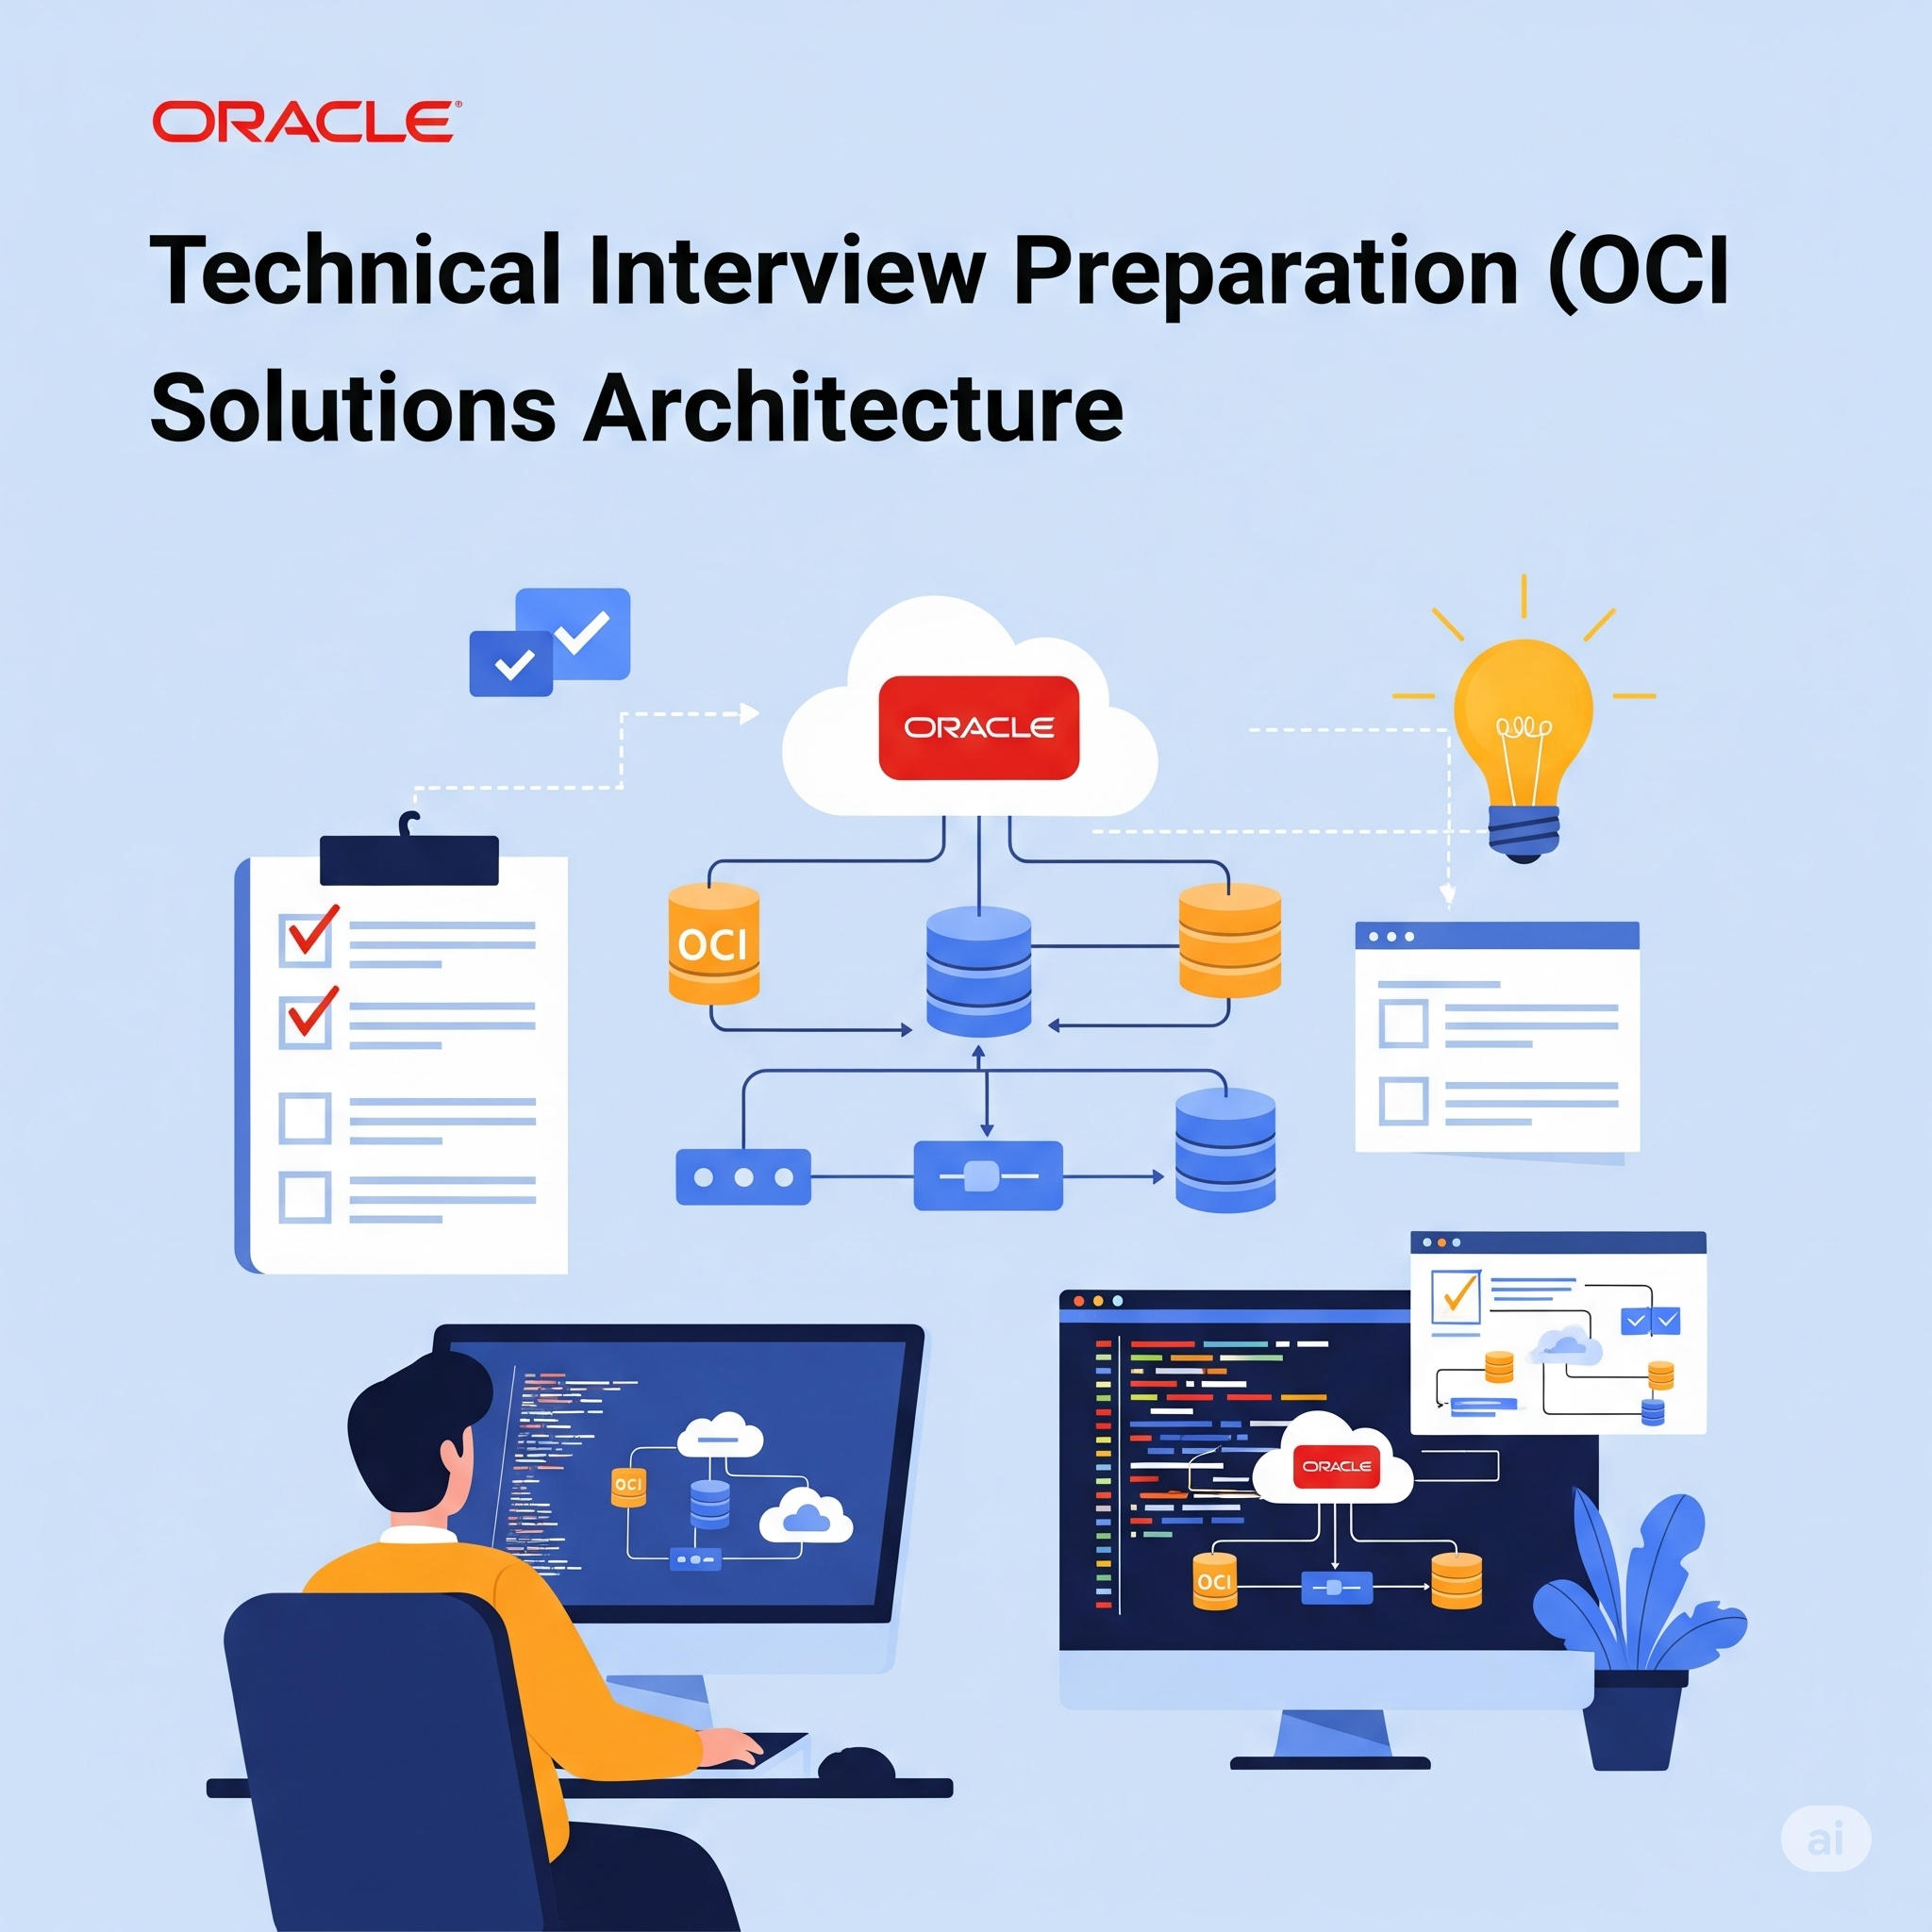 ORACLE®
Technical Interview Preparation (OCI
Solutions Architecture
ORACLE
OCI
OCI
ORACLE
OCI
ai